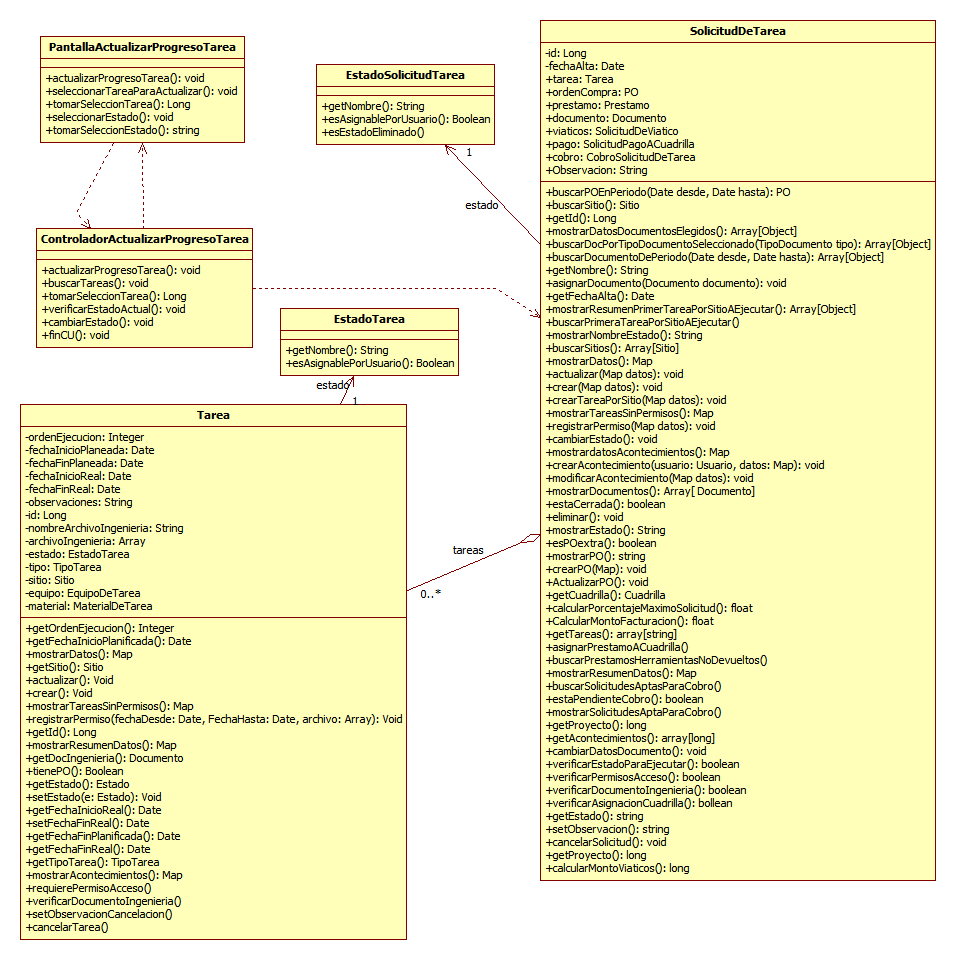 PantallaActualizarProgresoTarea
+actualizarProgresoTarea(): void
+seleccionarTareaParaActualizar(): void
+tomarSeleccionTarea(): Long
+seleccionarEstado(): void
+tomarSeleccionEstado(): string
EstadoSolicitudTarea
+getNombre(): String
+esAsignablePorUsuario(): Boolean
+esEstadoEliminado()
1
estado
ControladorActualizarProgresoTarea
+actualizarProgresoTarea(): void
+buscarTareas(): void
+tomarSeleccionTarea(): Long
+verificarEstadoActual(): void
+cambiarEstado(): void
+finCU(): void
EstadoTarea
+getNombre(): String
+esAsignablePorUsuario(): Boolean
estado
1
Tarea
-ordenEjecucion: Integer
-fechaInicioPlaneada: Date
-fechaFinPlaneada: Date
-fechaInicioReal: Date
-fechaFinReal: Date
-observaciones: String
-id: Long
-nombreArchivoIngenieria: String
-archivoIngenieria: Array
-estado: EstadoTarea
-tipo: TipoTarea
-sitio: Sitio
-equipo: EquipoDeTarea
-material: MaterialDeTarea
+getOrdenEjecucion(): Integer
+getFechaInicioPlanificada(): Date
+mostrarDatos(): Map
+getSitio(): Sitio
+actualizar(): Void
+crear(): Void
+mostrarTareasSinPermisos(): Map
+registrarPermiso(fechaDesde: Date, FechaHasta: Date, archivo: Array): Void
+getId(): Long
+mostrarResumenDatos(): Map
+getDocIngenieria(): Documento
+tienePO(): Boolean
+getEstado(): Estado
+setEstado(e: Estado): Void
+getFechaInicioReal(): Date
+setFechaFinReal(): Date
+getFechaFinPlanificada(): Date
+getFechaFinReal(): Date
+getTipoTarea(): TipoTarea
+mostrarAcontecimientos(): Map
+requierePermisoAcceso()
+verificarDocumentoIngenieria()
+setObservacionCancelacion()
+cancelarTarea()
tareas
0..*
SolicitudDeTarea
-id: Long
-fechaAlta: Date
+tarea: Tarea
+ordenCompra: PO
+prestamo: Prestamo
+documento: Documento
+viaticos: SolicitudDeViatico
+pago: SolicitudPagoACuadrilla
+cobro: CobroSolicitudDeTarea
+Observacion: String
+buscarPOEnPeriodo(Date desde, Date hasta): PO
+buscarSitio(): Sitio
+getId(): Long
+mostrarDatosDocumentosElegidos(): Array[Object]
+buscarDocPorTipoDocumentoSeleccionado(TipoDocumento tipo): Array[Object]
+buscarDocumentoDePeriodo(Date desde, Date hasta): Array[Object]
+getNombre(): String
+asignarDocumento(Documento documento): void
+getFechaAlta(): Date
+mostrarResumenPrimerTareaPorSitioAEjecutar(): Array[Object]
+buscarPrimeraTareaPorSitioAEjecutar()
+mostrarNombreEstado(): String
+buscarSitios(): Array[Sitio]
+mostrarDatos(): Map
+actualizar(Map datos): void
+crear(Map datos): void
+crearTareaPorSitio(Map datos): void
+mostrarTareasSinPermisos(): Map
+registrarPermiso(Map datos): void
+cambiarEstado(): void
+mostrardatosAcontecimientos(): Map
+crearAcontecimiento(usuario: Usuario, datos: Map): void
+modificarAcontecimiento(Map datos): void
+mostrarDocumentos(): Array[ Documento]
+estaCerrada(): boolean
+eliminar(): void
+mostrarEstado(): String
+esPOextra(): boolean
+mostrarPO(): string
+crearPO(Map): void
+ActualizarPO(): void
+getCuadrilla(): Cuadrilla
+calcularPorcentajeMaximoSolicitud(): float
+CalcularMontoFacturacion(): float
+getTareas(): array[string]
+asignarPrestamoACuadrilla()
+buscarPrestamosHerramientasNoDevueltos()
+mostrarResumenDatos(): Map
+buscarSolicitudesAptasParaCobro()
+estaPendienteCobro(): boolean
+mostrarSolicitudesAptaParaCobro()
+getProyecto(): long
+getAcontecimientos(): array[long]
+cambiarDatosDocumento(): void
+verificarEstadoParaEjecutar(): boolean
+verificarPermisosAcceso(): boolean
+verificarDocumentoIngenieria(): boolean
+verificarAsignacionCuadrilla(): bollean
+getEstado(): string
+setObservacion(): string
+cancelarSolicitud(): void
+getProyecto(): long
+calcularMontoViaticos(): long